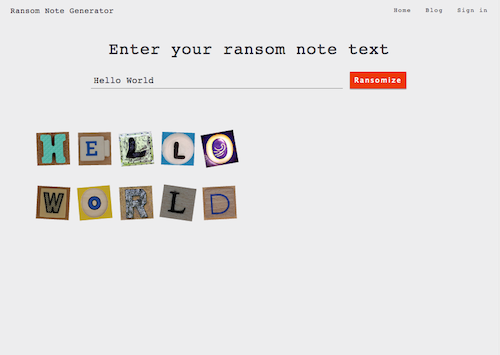 Ransom Note Generator
Home Blog Sign in
Enter your ransom note text
Hello World
Ransomize
HELLO
WORLD